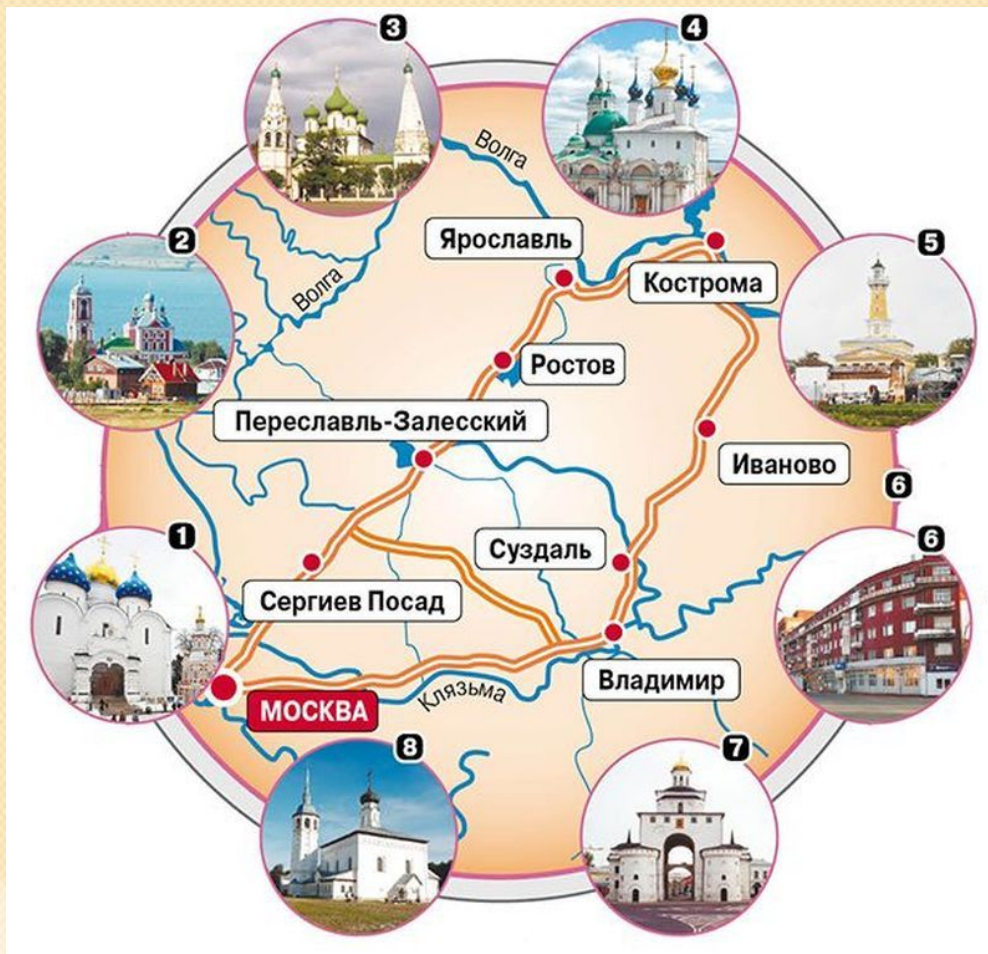 3
4
Волга
2
Ярославль
5
Волга
Кострома
Ростов
Переславль-Залесский
Иваново
6
1
Суздаль
6
Сергиев Посад
Владимир
Клязьма
МОСКВА
8
7